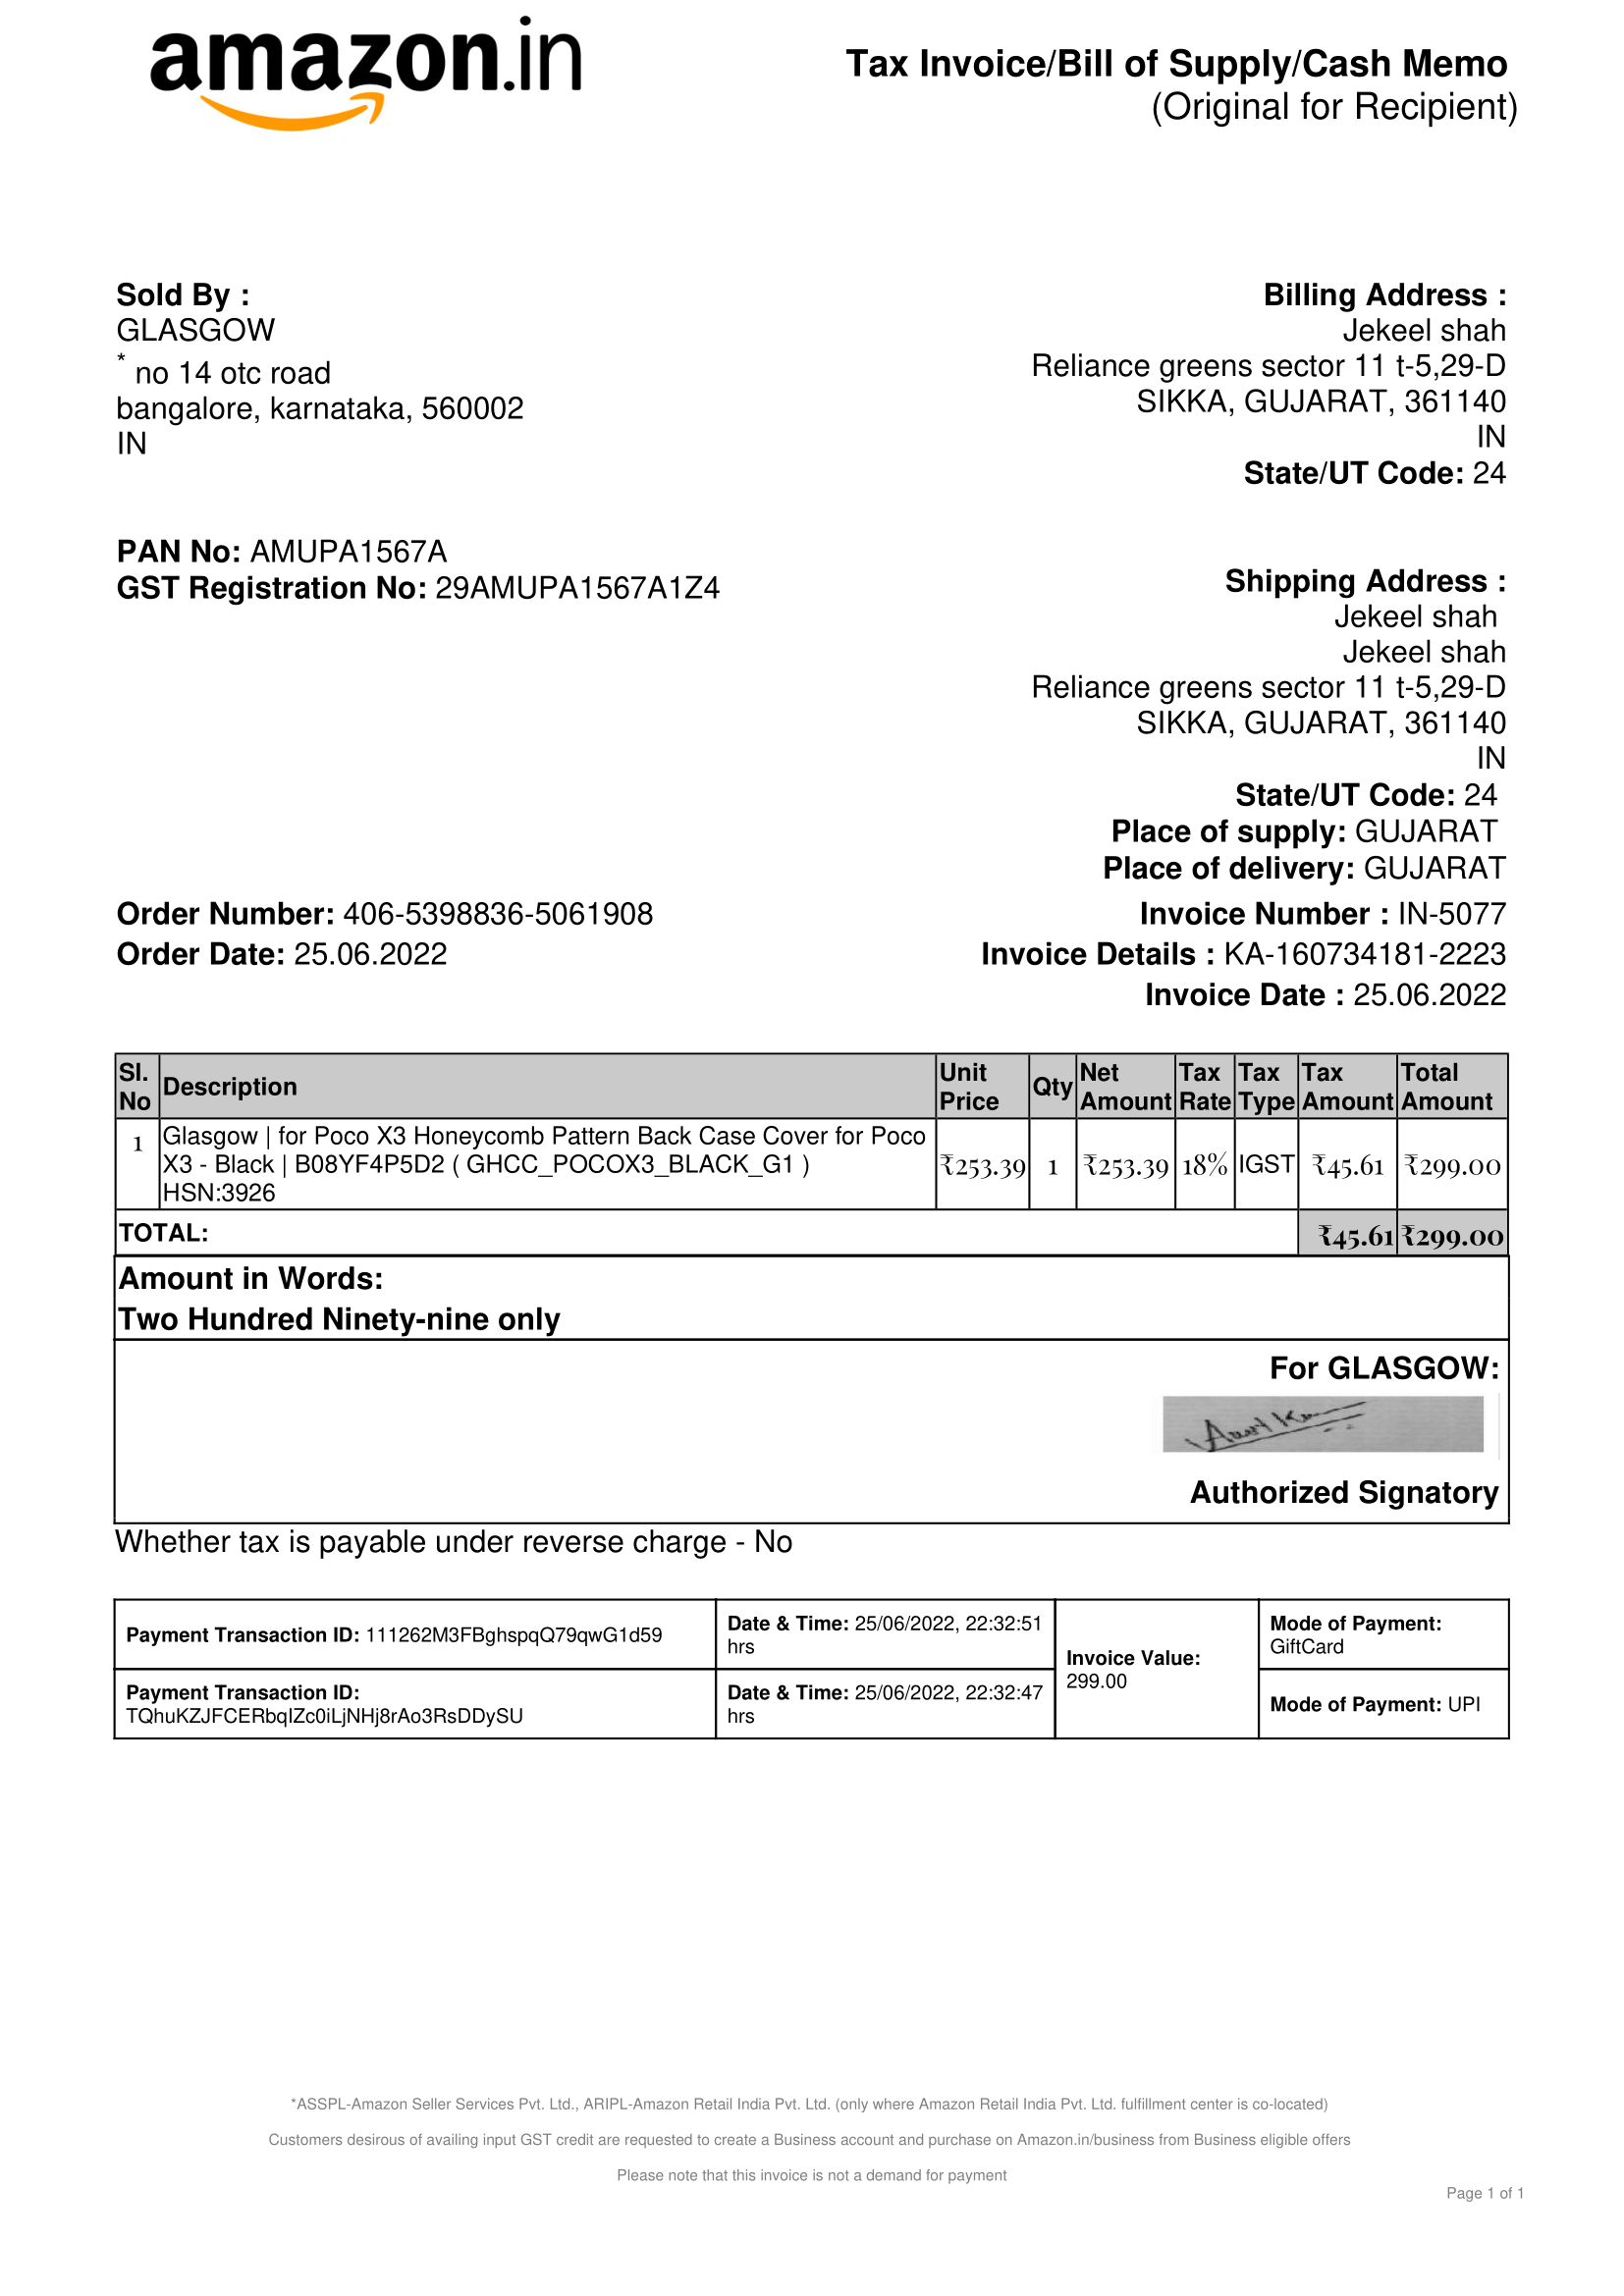 amazon.in
Tax Invoice/Bill of Supply/Cash Memo
(Original for Recipient)
Sold By :
GLASGOW
* no 14 otc road
bangalore, karnataka, 560002
IN
PAN No: AMUPA1567A
GST Registration No: 29AMUPA1567A1Z4
Billing Address :
Jekeel shah
Reliance greens sector 11 t-5,29-D
SIKKA, GUJARAT, 361140
IN
State/UT Code: 24
Shipping Address :
Jekeel shah
Jekeel shah
Reliance greens sector 11 t-5,29-D
SIKKA, GUJARAT, 361140
IN
State/UT Code: 24
Place of supply: GUJARAT
Place of delivery: GUJARAT
Order Number: 406-5398836-5061908
Order Date: 25.06.2022
Invoice Number : IN-5077
Invoice Details : KA-160734181-2223
Invoice Date : 25.06.2022
Sl. No Description Unit Price Qty Net Amount Tax Rate Tax Type Tax Amount Total Amount
1 Glasgow | for Poco X3 Honeycomb Pattern Back Case Cover for Poco
X3 - Black | B08YF4P5D2 ( GHCC_POCOX3_BLACK_G1 )
HSN:3926
₹253.39 1 ₹253.39 18% IGST ₹45.61 ₹299.00
TOTAL: ₹45.61 ₹299.00
Amount in Words:
Two Hundred Ninety-nine only
For GLASGOW:
Authorized Signatory
Whether tax is payable under reverse charge - No
Payment Transaction ID: 111262M3FBghspqQ79qwG1d59
Date & Time: 25/06/2022, 22:32:51
hrs
Invoice Value:
299.00
Mode of Payment:
GiftCard
Payment Transaction ID:
TQhuKZJFCERbqIZc0iLjNHj8rAo3RsDDySU
Date & Time: 25/06/2022, 22:32:47
hrs
Mode of Payment: UPI
*ASSPL-Amazon Seller Services Pvt. Ltd., ARIPL-Amazon Retail India Pvt. Ltd. (only where Amazon Retail India Pvt. Ltd. fulfillment center is co-located)
Customers desirous of availing input GST credit are requested to create a Business account and purchase on Amazon.in/business from Business eligible offers
Please note that this invoice is not a demand for payment
Page 1 of 1